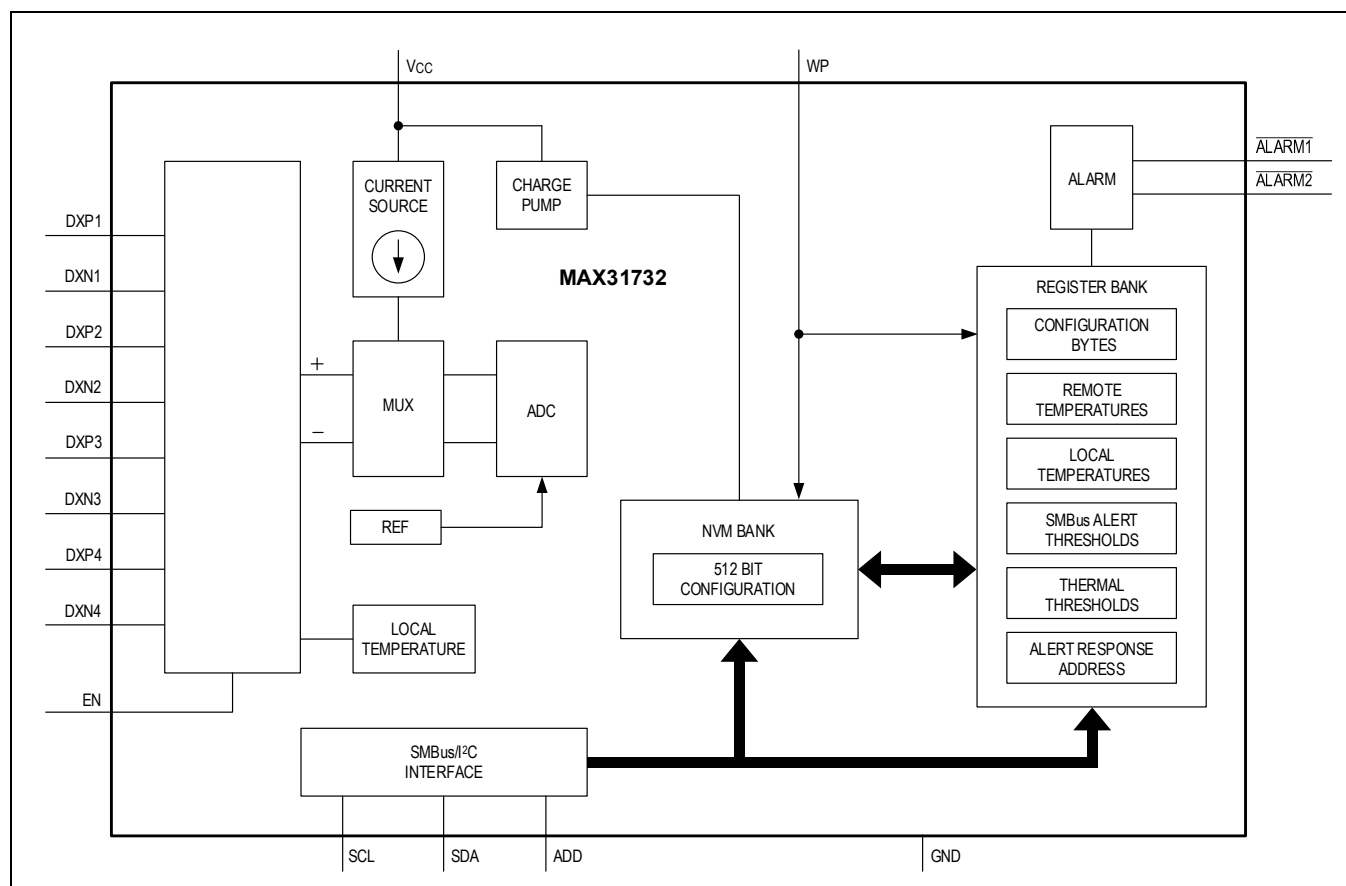 VCC
WP
ALARM1
ALARM2
CURRENT
SOURCE
CHARGE
PUMP
ALARM
DXP1
DXN1
DXP2
DXN2
DXP3
DXN3
DXP4
DXN4
EN
MAX31732
+
−
MUX
ADC
REF
LOCAL
TEMPERATURE
NVM BANK
512 BIT
CONFIGURATION
REGISTER BANK
CONFIGURATION
BYTES
REMOTE
TEMPERATURES
LOCAL
TEMPERATURES
SMBus ALERT
THRESHOLDS
THERMAL
THRESHOLDS
ALERT RESPONSE
ADDRESS
SMBus/I²C
INTERFACE
SCL
SDA
ADD
GND